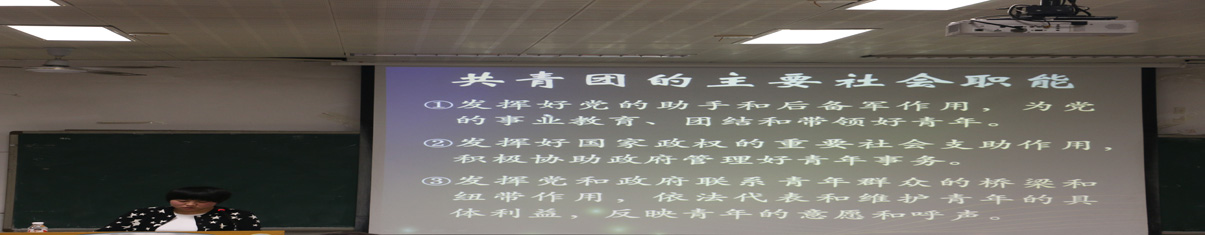 共青团的主要社会职能
①发挥好党的助手和后备军作用，为党
的事业教育、团结和带领好青年。
②发挥好国家政权的重要社会支助作用，
积极协助政府管理好青年事务。
③发挥党和政府联系青年群众的桥梁和
纽带作用，依法代表和维护青年的具
体利益，反映青年的意愿和呼声。